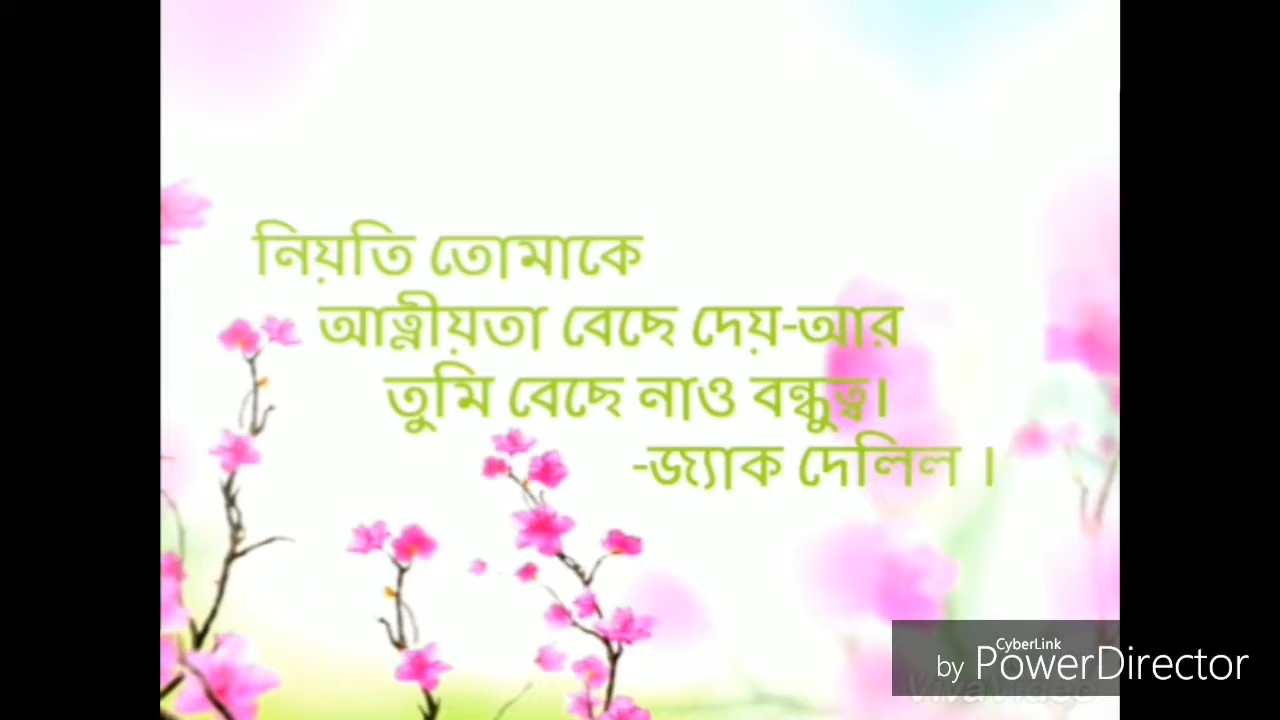 নিয়তি তোমাকে
আত্নীয়তা বেছে দেয়-আর
তুমি বেছে নাও বন্ধুত্ব।
-জ্যাক দেলিল ।
CyberLink
by PowerDirector